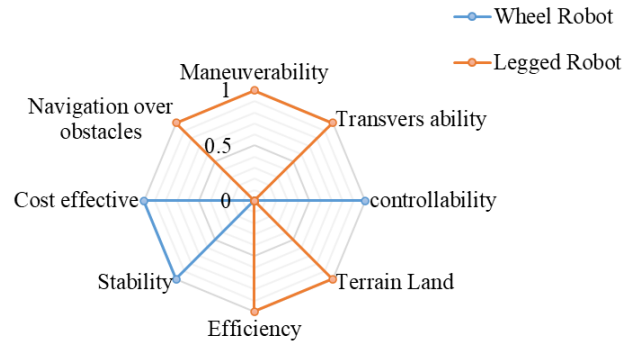 Wheel Robot
Legged Robot
Maneuverability
1
Navigation over
obstacles
Transvers ability
0.5
Cost effective
0
controllability
Stability
Terrain Land
Efficiency